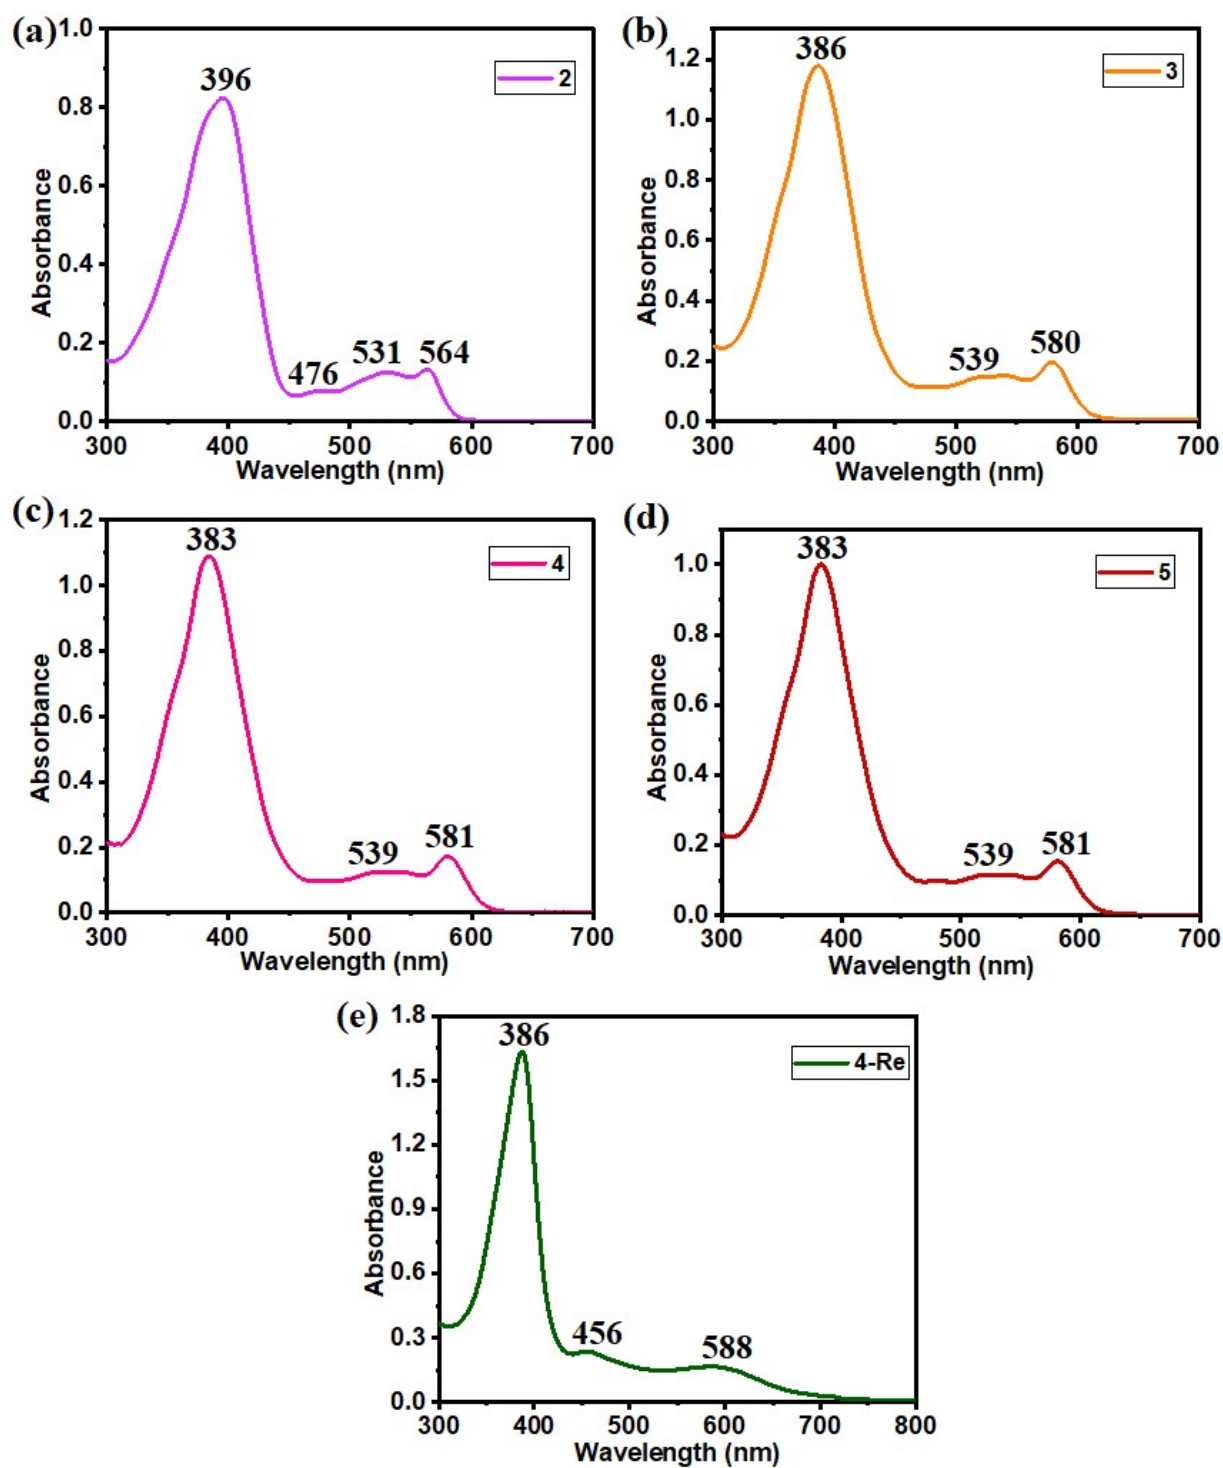 (a)
1.0
0.8
0.6
0.4
0.2
0.0
Absorbance
396
476
531
564
2
300 400 500 600 700
Wavelength (nm)
(b)
1.2
1.0
0.8
0.6
0.4
0.2
0.0
Absorbance
386
539
580
3
300 400 500 600 700
Wavelength (nm)
(c)
1.2
1.0
0.8
0.6
0.4
0.2
0.0
Absorbance
383
539
581
4
300 400 500 600 700
Wavelength (nm)
(d)
1.0
0.8
0.6
0.4
0.2
0.0
Absorbance
383
539
581
5
300 400 500 600 700
Wavelength (nm)
(e)
1.8
1.5
1.2
0.9
0.6
0.3
0.0
Absorbance
386
456
588
4-Re
300 400 500 600 700 800
Wavelength (nm)